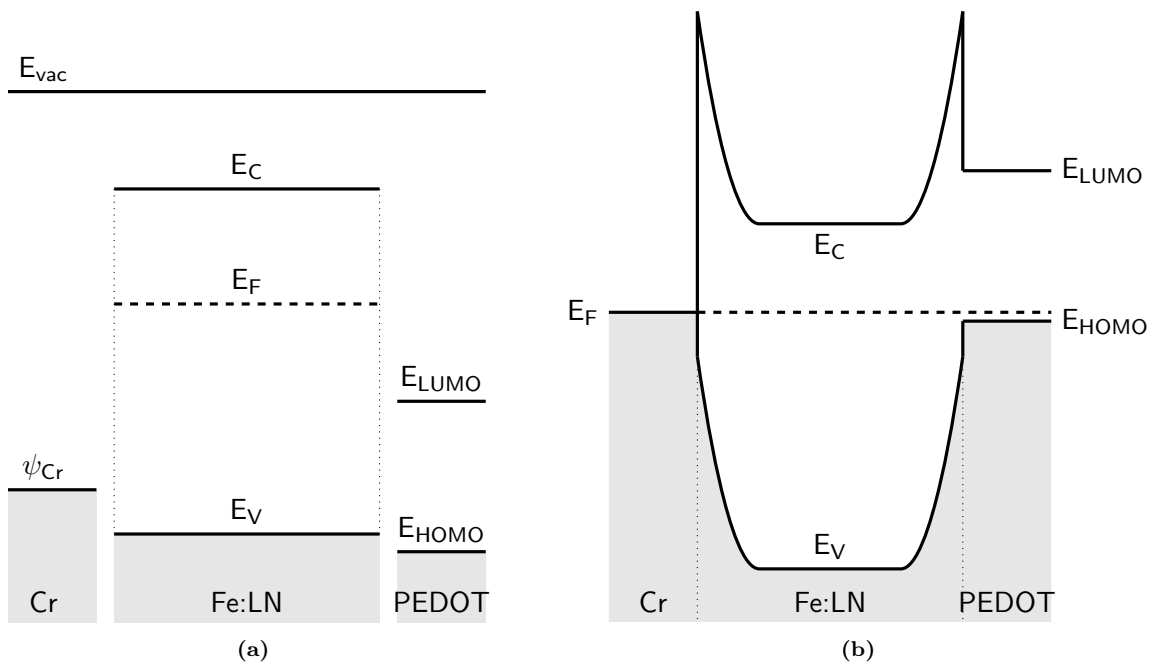 E_vac
E_C
E_F
E_LUMO
ψ_Cr
E_V
E_HOMO
Cr
Fe:LN
PEDOT
(a)
E_LUMO
E_C
E_F
E_HOMO
E_V
Cr
Fe:LN
PEDOT
(b)